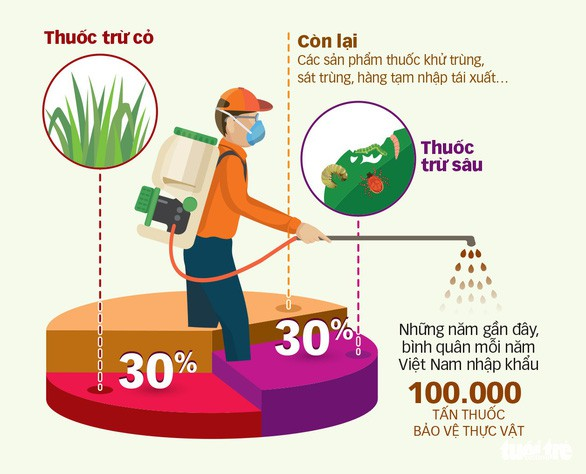 Thuốc trừ cỏ
Còn lại
Các sản phẩm thuốc khử trùng,
sát trùng, hàng tạm nhập tái xuất...
Thuốc
trừ sâu
30%
30%
Những năm gần đây,
bình quân mỗi năm
Việt Nam nhập khẩu
100.000
TẤN THUỐC
BẢO VỆ THỰC VẬT
tuổi trẻ